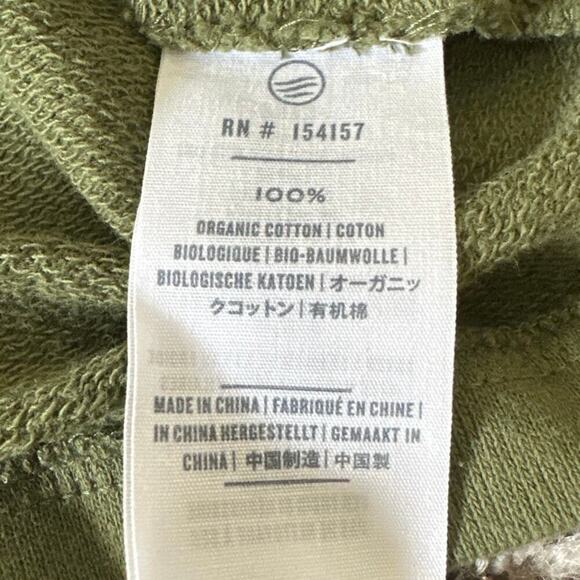 RN # 154157
100%
ORGANIC COTTON | COTON
BIOLOGIQUE | BIO-BAUMWOLLE |
BIOLOGISCHE KATOEN | オーガニッ
クコットン | 有机棉
MADE IN CHINA | FABRIQUÉ EN CHINE |
IN CHINA HERGESTELLT | GEMAAKT IN
CHINA | 中国制造 | 中国製